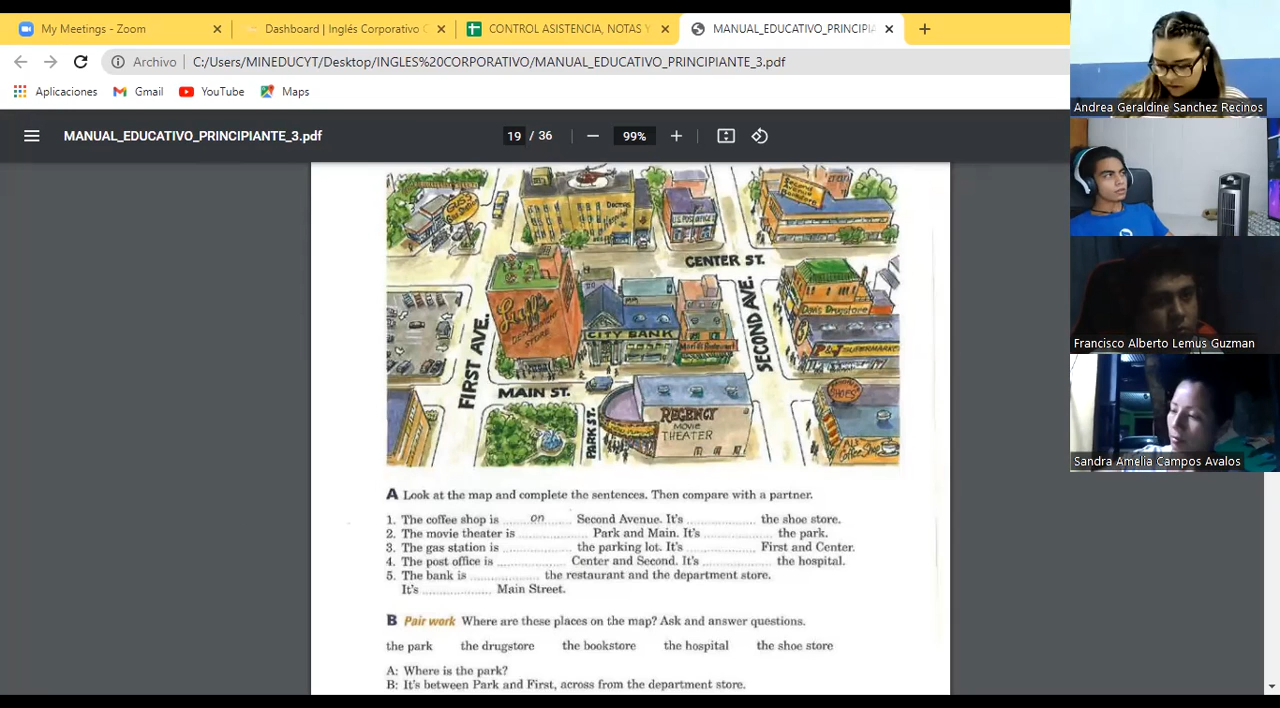 My Meetings - Zoom
Dashboard | Inglés Corporativo C
CONTROL ASISTENCIA, NOTAS Y
MANUAL_EDUCATIVO_PRINCIPIA
Archivo
C:/Users/MINEDUCYT/Desktop/INGLES%20CORPORATIVO/MANUAL_EDUCATIVO_PRINCIPIANTE_3.pdf
Aplicaciones
Gmail
YouTube
Maps
MANUAL_EDUCATIVO_PRINCIPIANTE_3.pdf
19 / 36
99%
Andrea Geraldine Sanchez Recinos
Francisco Alberto Lemus Guzman
Sandra Amelia Campos Avalos
U.S. POST OFFICE
CENTER ST.
DEPARTMENT STORE
CITY BANK
Dave's Drugstore
SUPERMARKET
FIRST AVE.
SECOND AVE.
MAIN ST.
PARK ST.
REGENCY
MOVIE
THEATER
SHOES
A Look at the map and complete the sentences. Then compare with a partner.
1. The coffee shop is on Second Avenue. It's ............ the shoe store.
2. The movie theater is ............ Park and Main. It's ............ the park.
3. The gas station is ............ the parking lot. It's ............ First and Center.
4. The post office is ............ Center and Second. It's ............ the hospital.
5. The bank is ............ the restaurant and the department store.
It's ............ Main Street.
B Pair work Where are these places on the map? Ask and answer questions.
the park the drugstore the bookstore the hospital the shoe store
A: Where is the park?
B: It's between Park and First, across from the department store.